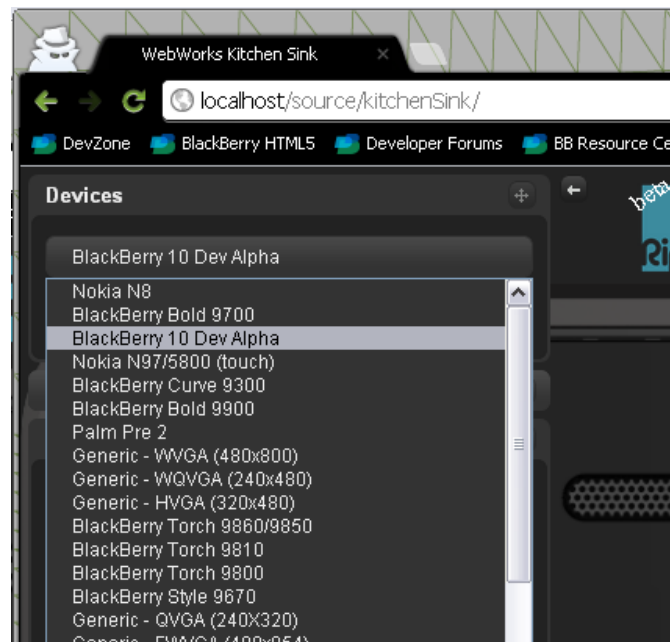 WebWorks Kitchen Sink
localhost/source/kitchenSink/
DevZone BlackBerry HTML5 Developer Forums BB Resource
Devices
beta
BlackBerry 10 Dev Alpha
Nokia N8
BlackBerry Bold 9700
BlackBerry 10 Dev Alpha
Nokia N97/5800 (touch)
BlackBerry Curve 9300
BlackBerry Bold 9900
Palm Pre 2
Generic - WVGA (480x800)
Generic - WQVGA (240x480)
Generic - HVGA (320x480)
BlackBerry Torch 9860/9850
BlackBerry Torch 9810
BlackBerry Torch 9800
BlackBerry Style 9670
Generic - QVGA (240X320)